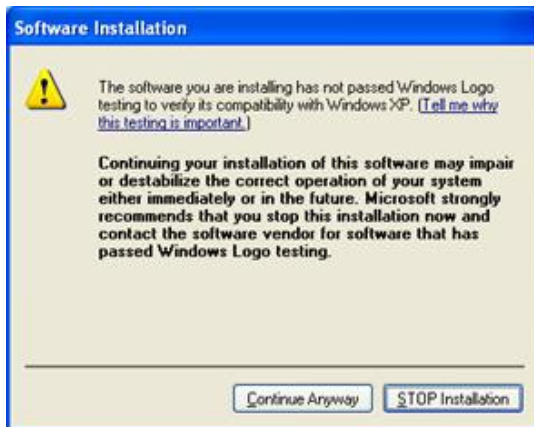 Software Installation
The software you are installing has not passed Windows Logo
testing to verify its compatibility with Windows XP. (Tell me why
this testing is important.)
Continuing your installation of this software may impair
or destabilize the correct operation of your system
either immediately or in the future. Microsoft strongly
recommends that you stop this installation now and
contact the software vendor for software that has
passed Windows Logo testing.
Continue Anyway
STOP Installation